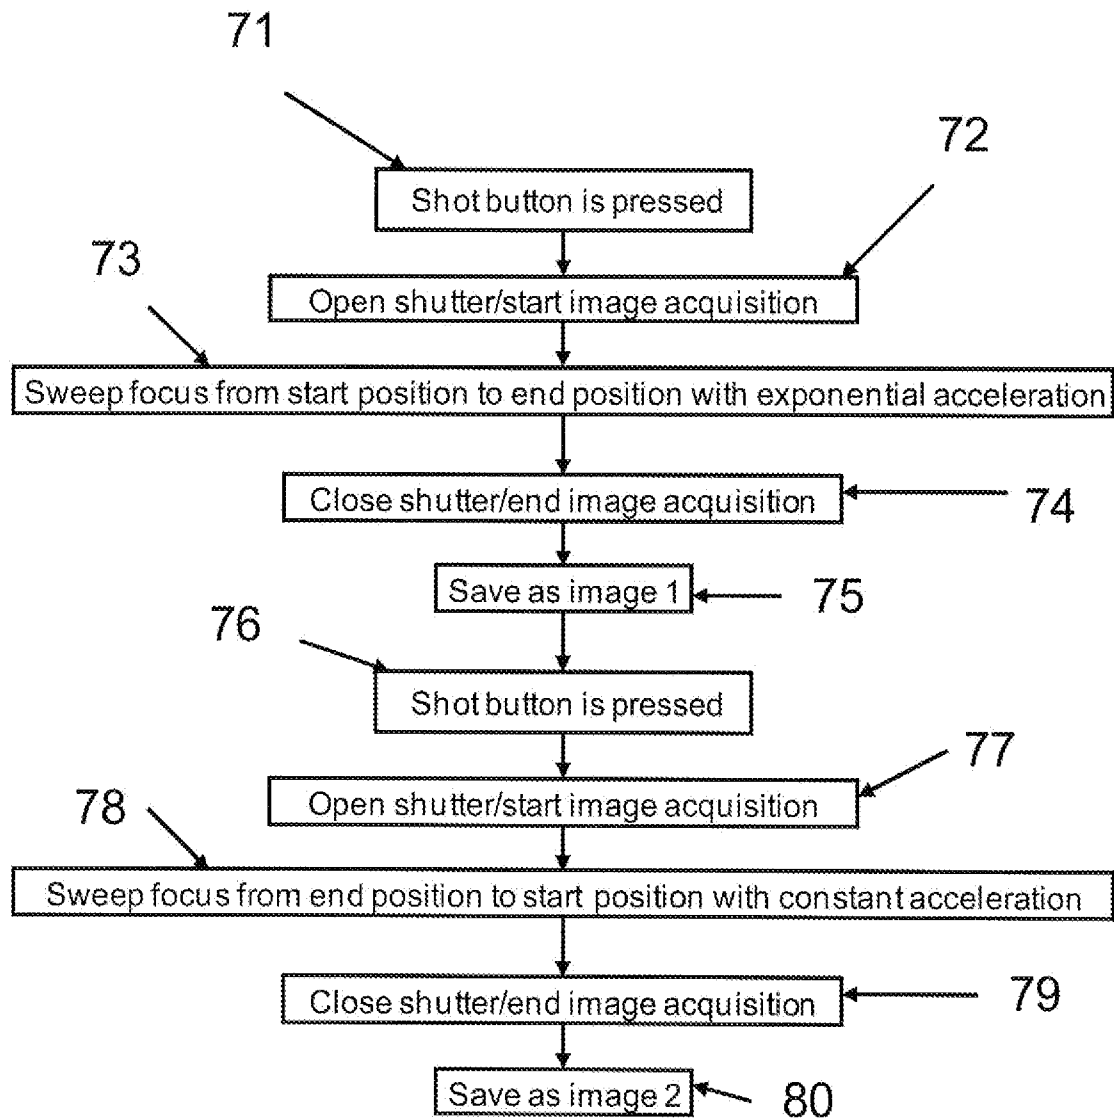 71
Shot button is pressed
72
Open shutter/start image acquisition
73
Sweep focus from start position to end position with exponential acceleration
Close shutter/end image acquisition
74
Save as image 1
75
76
Shot button is pressed
77
Open shutter/start image acquisition
78
Sweep focus from end position to start position with constant acceleration
Close shutter/end image acquisition
79
Save as image 2
80